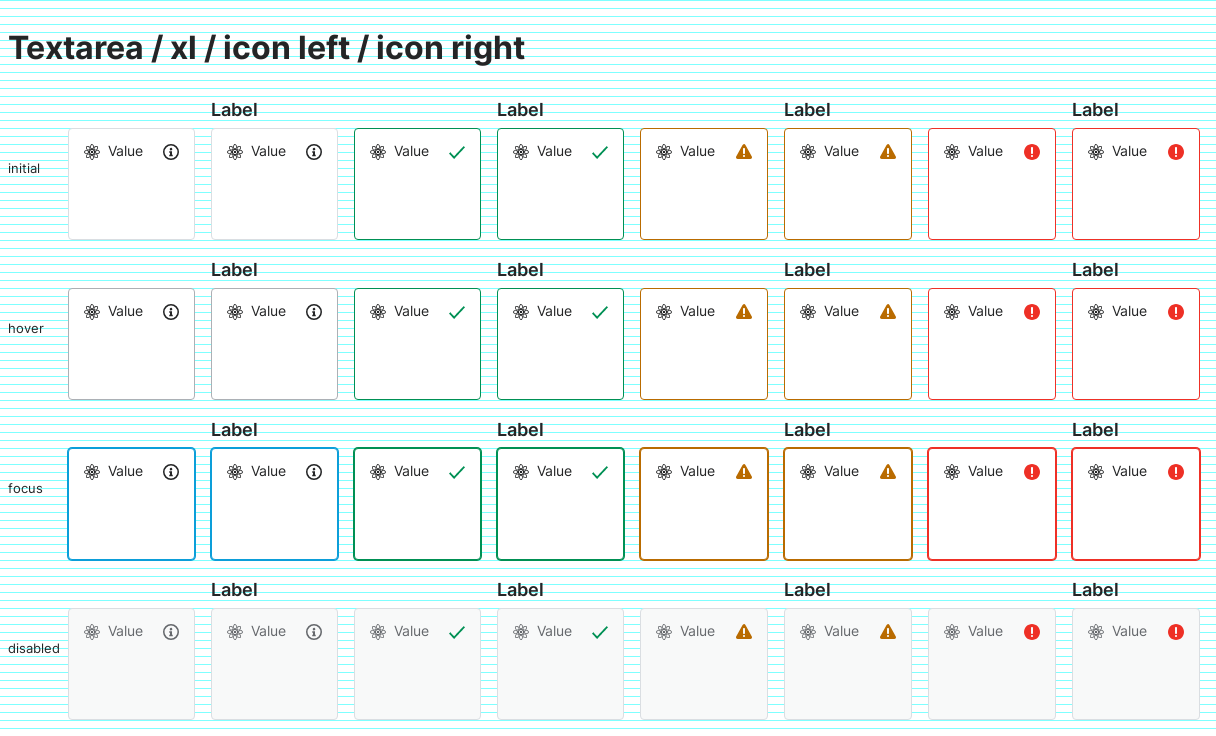 Textarea / xl / icon left / icon right
Label Label Label Label
initial Value Value Value Value Value Value Value Value
Label Label Label Label
hover Value Value Value Value Value Value Value Value
Label Label Label Label
focus Value Value Value Value Value Value Value Value
Label Label Label Label
disabled Value Value Value Value Value Value Value Value